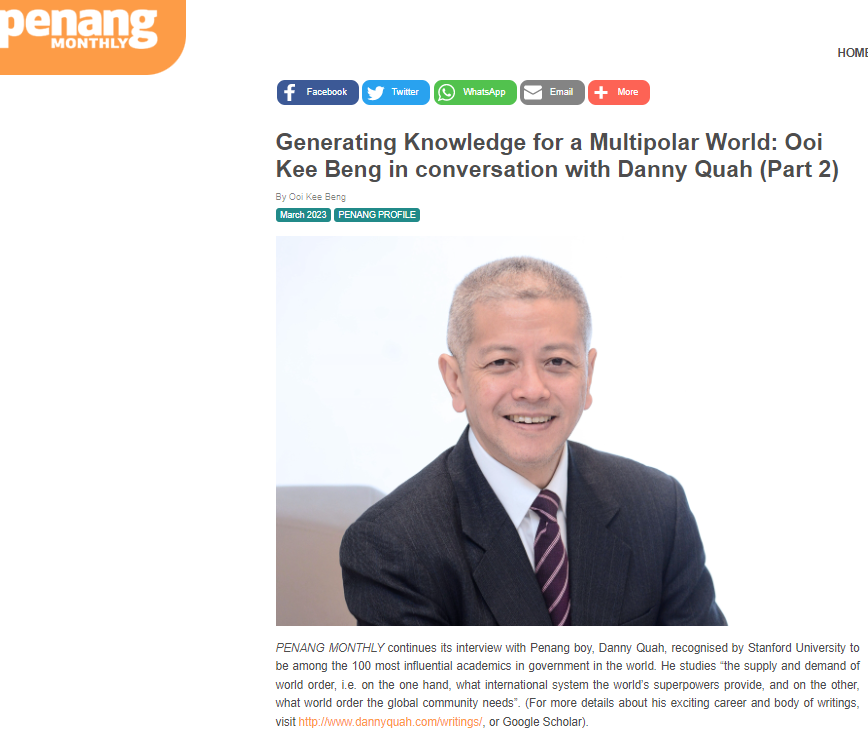 penang
MONTHLY
HOME
Facebook
Twitter
WhatsApp
Email
More
Generating Knowledge for a Multipolar World: Ooi
Kee Beng in conversation with Danny Quah (Part 2)
By Ooi Kee Beng
March 2023 PENANG PROFILE
PENANG MONTHLY continues its interview with Penang boy, Danny Quah, recognised by Stanford University to
be among the 100 most influential academics in government in the world. He studies “the supply and demand of
world order, i.e. on the one hand, what international system the world’s superpowers provide, and on the other,
what world order the global community needs”. (For more details about his exciting career and body of writings,
visit http://www.dannyquah.com/writings/, or Google Scholar).